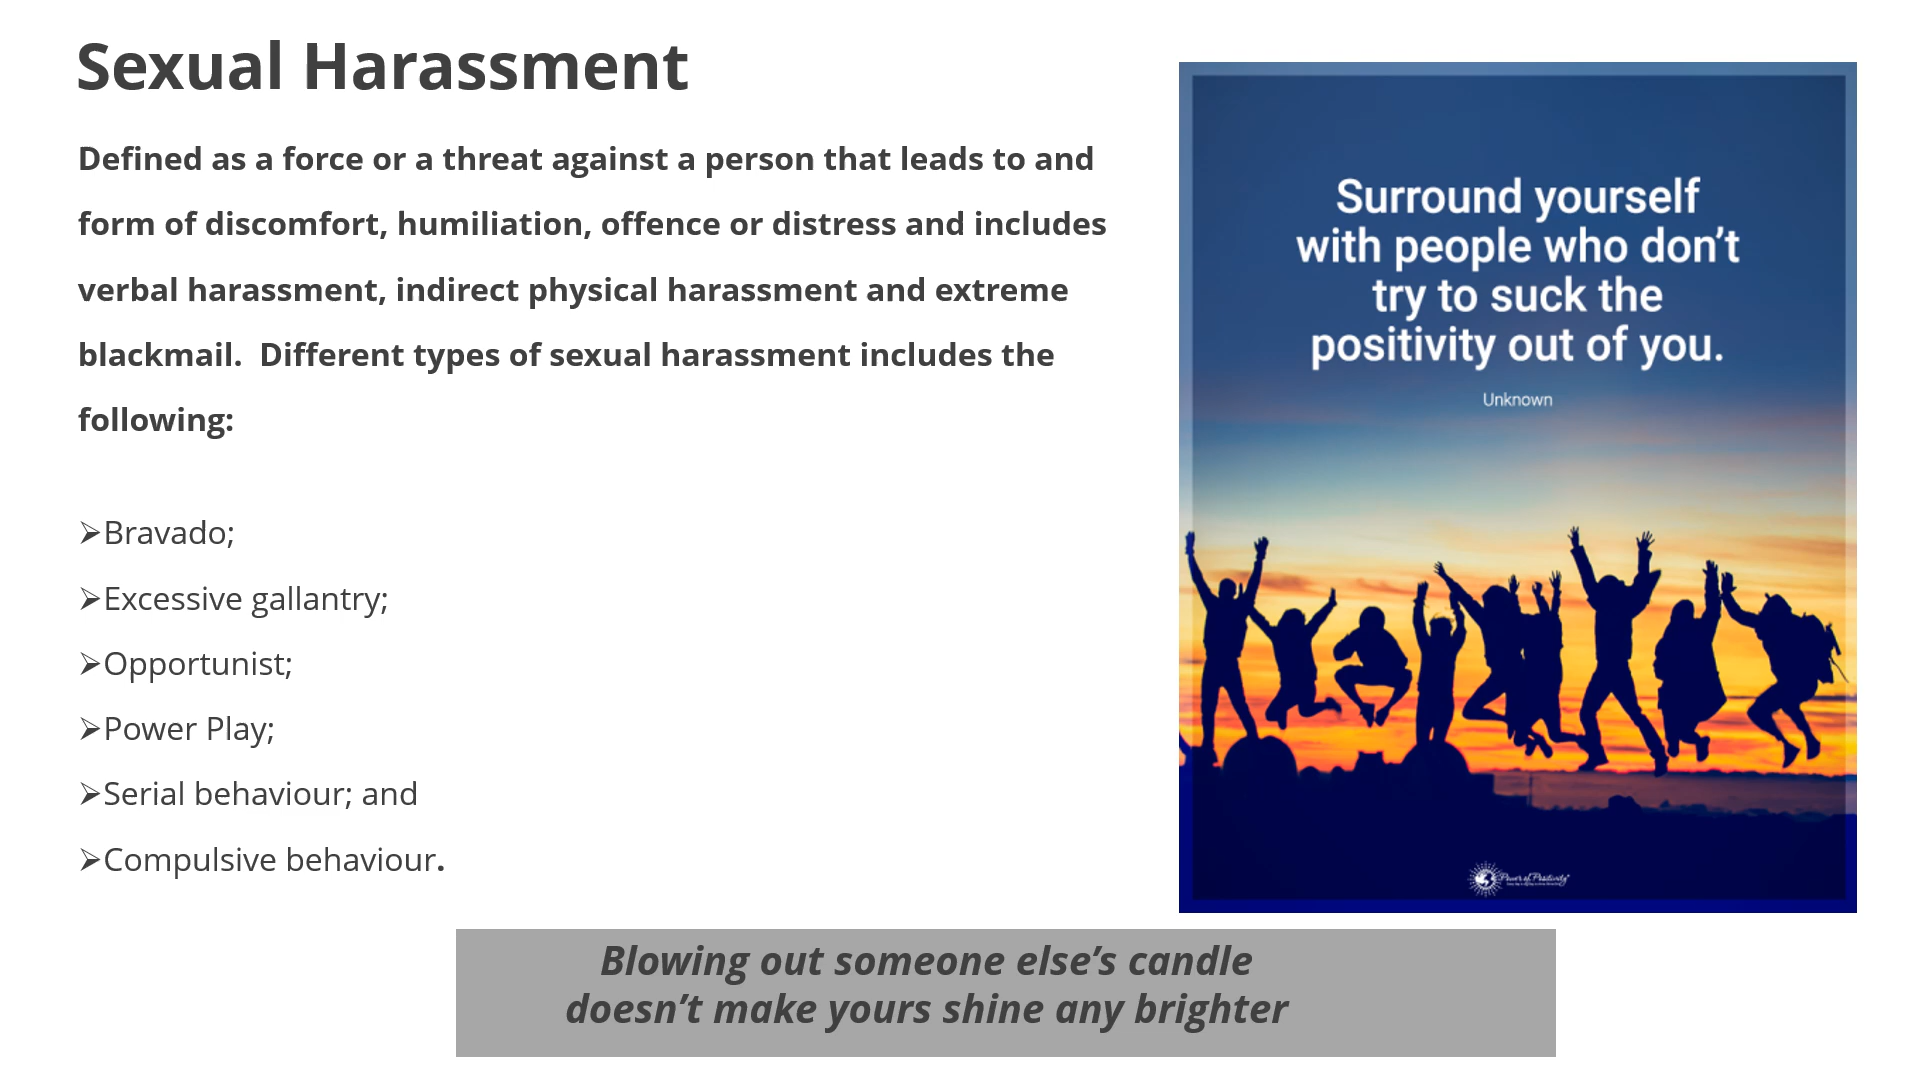 Sexual Harassment
Defined as a force or a threat against a person that leads to and
form of discomfort, humiliation, offence or distress and includes
verbal harassment, indirect physical harassment and extreme
blackmail.  Different types of sexual harassment includes the
following:
➢Bravado;
➢Excessive gallantry;
➢Opportunist;
➢Power Play;
➢Serial behaviour; and
➢Compulsive behaviour.
Surround yourself
with people who don’t
try to suck the
positivity out of you.
Unknown
Power of Positivity
Blowing out someone else’s candle
doesn’t make yours shine any brighter